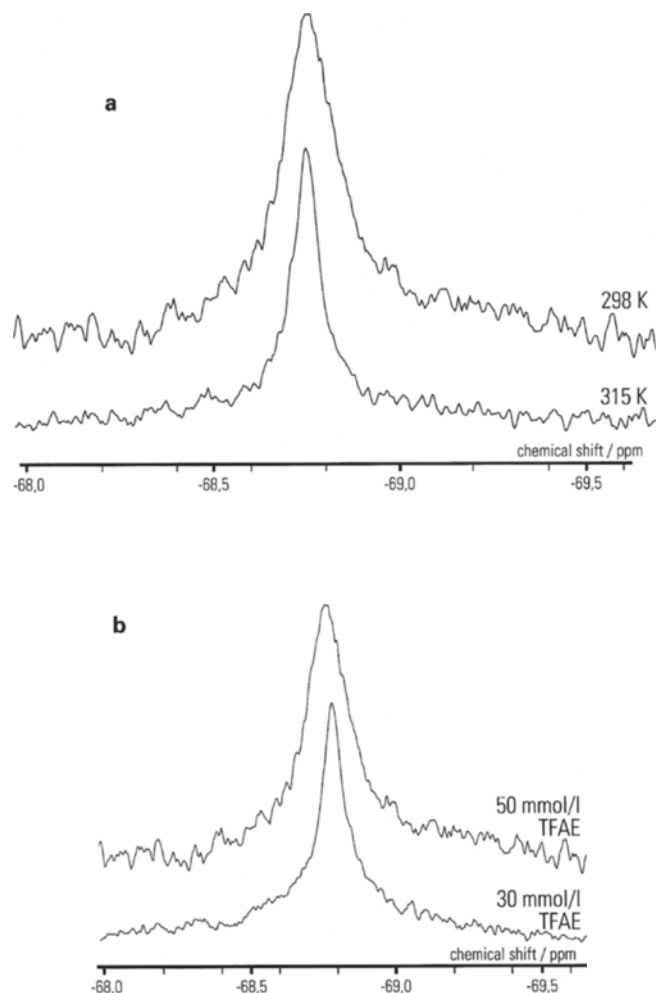 a
298 K
315 K
chemical shift / ppm
-68,0 -68,5 -69,0 -69,5
b
50 mmol/l
TFAE
30 mmol/l
TFAE
chemical shift / ppm
-68,0 -68,5 -69,0 -69,5